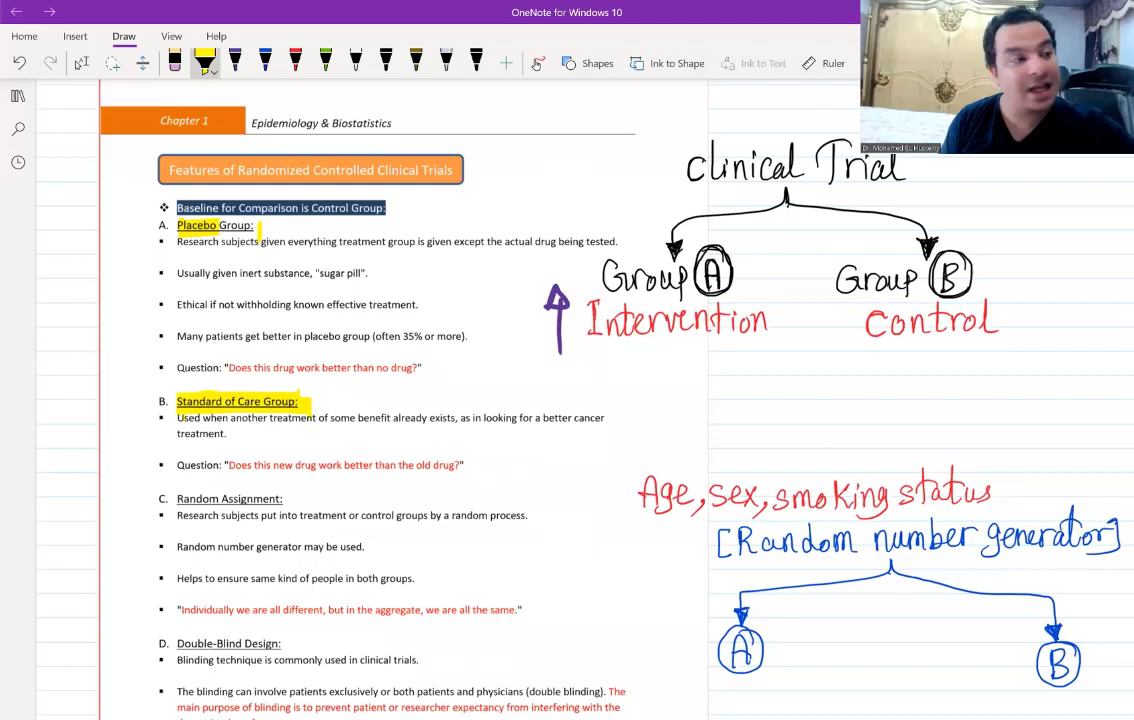 OneNote for Windows 10
Home Insert Draw View Help
Shapes Ink to Shape Ink to Text Ruler
Dr. Mohamed EL Husseiny
Chapter 1 Epidemiology & Biostatistics
Features of Randomized Controlled Clinical Trials
❖ Baseline for Comparison is Control Group:
A. Placebo Group:
▪ Research subjects given everything treatment group is given except the actual drug being tested.
▪ Usually given inert substance, "sugar pill".
▪ Ethical if not withholding known effective treatment.
▪ Many patients get better in placebo group (often 35% or more).
▪ Question: "Does this drug work better than no drug?"
B. Standard of Care Group:
▪ Used when another treatment of some benefit already exists, as in looking for a better cancer
treatment.
▪ Question: "Does this new drug work better than the old drug?"
C. Random Assignment:
▪ Research subjects put into treatment or control groups by a random process.
▪ Random number generator may be used.
▪ Helps to ensure same kind of people in both groups.
▪ "Individually we are all different, but in the aggregate, we are all the same."
D. Double-Blind Design:
▪ Blinding technique is commonly used in clinical trials.
▪ The blinding can involve patients exclusively or both patients and physicians (double blinding). The
main purpose of blinding is to prevent patient or researcher expectancy from interfering with the
clinical Trial
Group A Group B
Intervention control
Age, sex, smoking status
[Random number generator]
A B